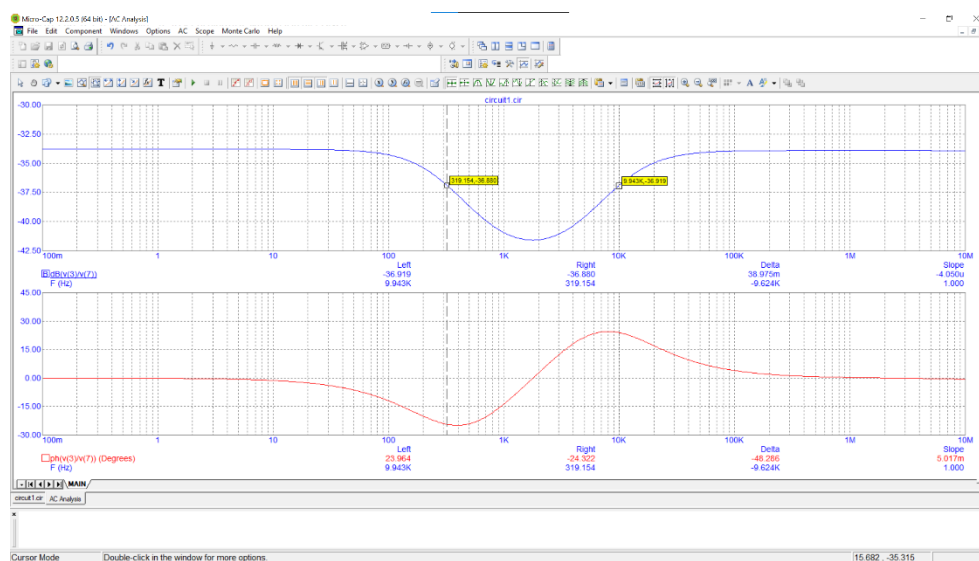 Micro-Cap 12.2.0.5 (64 bit) - [AC Analysis]
File Edit Component Windows Options AC Scope Monte Carlo Help
circuit1.cir
-30.00
-32.50
-35.00
-37.50
-40.00
-42.50
319.154,-36.880
9.943K,-36.919
100m 1 10 100 1K 10K 100K 1M 10M
Left Right Delta Slope
dB(v(3)/v(7)) -36.919 -36.880 38.975m -4.050u
F (Hz) 9.943K 319.154 -9.624K 1.000
45.00
30.00
15.00
0.00
-15.00
-30.00
100m 1 10 100 1K 10K 100K 1M 10M
Left Right Delta Slope
ph(v(3)/v(7)) (Degrees) 23.964 -24.322 -48.286 5.017m
F (Hz) 9.943K 319.154 -9.624K 1.000
MAIN
circuit1.cir AC Analysis
Cursor Mode Double-click in the window for more options. 15.682, -35.315